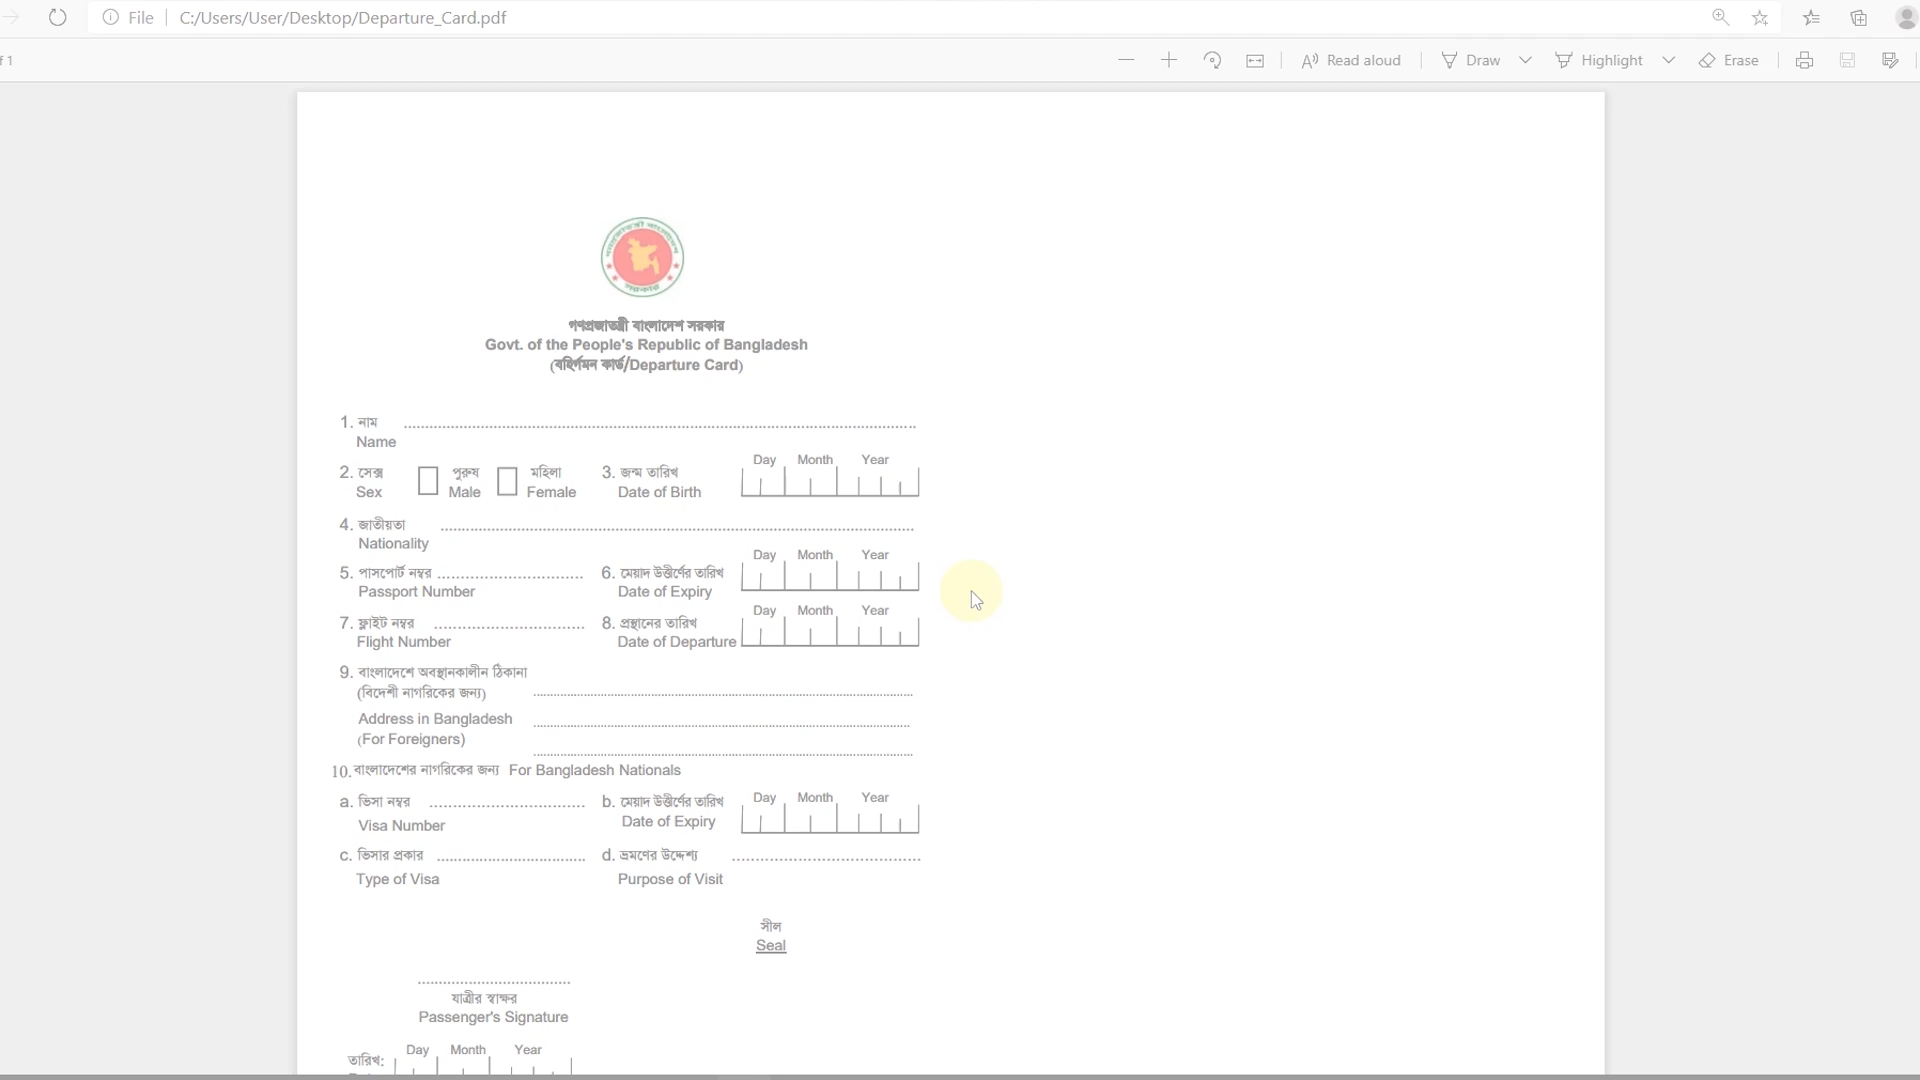 File C:/Users/User/Desktop/Departure_Card.pdf
f 1 Read aloud Draw Highlight Erase
গণপ্রজাতন্ত্রী বাংলাদেশ সরকার
Govt. of the People's Republic of Bangladesh
(বহির্গমন কার্ড/Departure Card)
1. নাম
Name
2. সেক্স পুরুষ মহিলা 3. জন্ম তারিখ Day Month Year
Sex Male Female Date of Birth
4. জাতীয়তা
Nationality
Day Month Year
5. পাসপোর্ট নম্বর 6. মেয়াদ উত্তীর্ণের তারিখ
Passport Number Date of Expiry
Day Month Year
7. ফ্লাইট নম্বর 8. প্রস্থানের তারিখ
Flight Number Date of Departure
9. বাংলাদেশে অবস্থানকালীন ঠিকানা
(বিদেশী নাগরিকের জন্য)
Address in Bangladesh
(For Foreigners)
10. বাংলাদেশের নাগরিকের জন্য For Bangladesh Nationals
Day Month Year
a. ভিসা নম্বর b. মেয়াদ উত্তীর্ণের তারিখ
Visa Number Date of Expiry
c. ভিসার প্রকার d. ভ্রমণের উদ্দেশ্য
Type of Visa Purpose of Visit
সীল
Seal
যাত্রীর স্বাক্ষর
Passenger's Signature
Day Month Year
তারিখ: